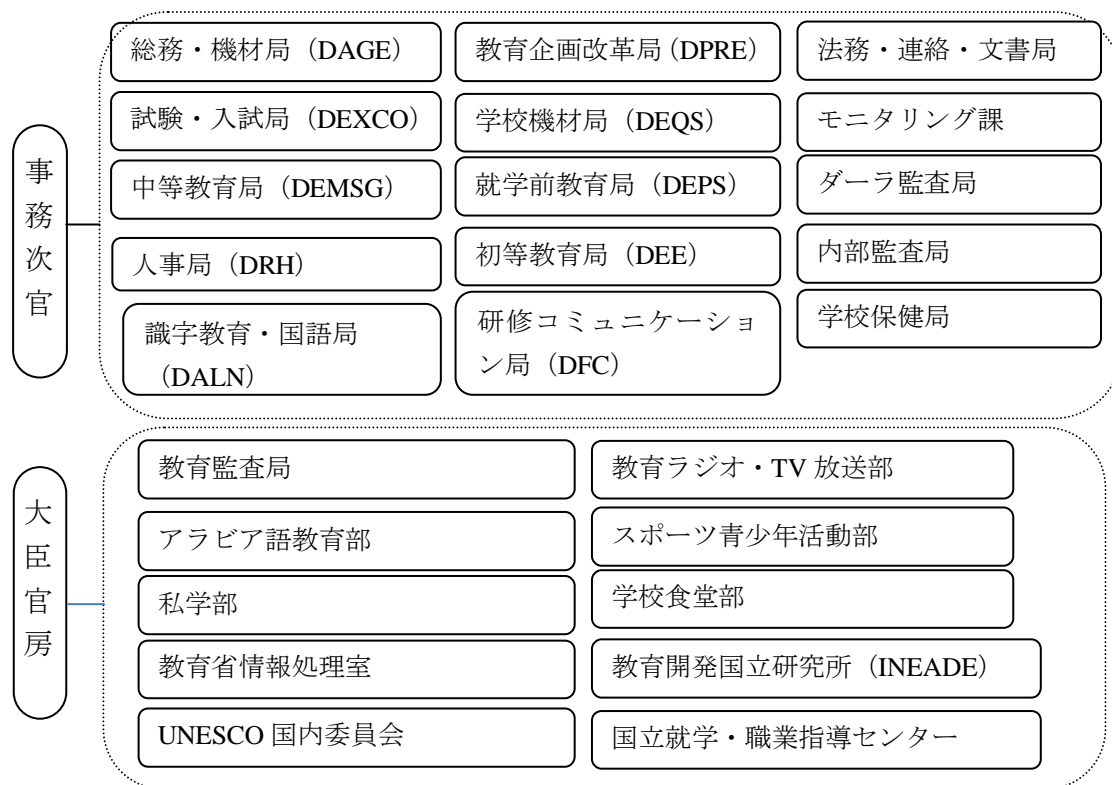 事務次官
総務・機材局（DAGE）
教育企画改革局（DPRE）
法務・連絡・文書局
試験・入試局（DEXCO）
学校機材局（DEQS）
モニタリング課
中等教育局（DEMSG）
就学前教育局（DEPS）
ダーラ監査局
人事局（DRH）
初等教育局（DEE）
内部監査局
識字教育・国語局
（DALN）
研修コミュニケーショ
ン局（DFC）
学校保健局
大臣官房
教育監査局
教育ラジオ・TV 放送部
アラビア語教育部
スポーツ青少年活動部
私学部
学校食堂部
教育省情報処理室
教育開発国立研究所（INEADE）
UNESCO 国内委員会
国立就学・職業指導センター